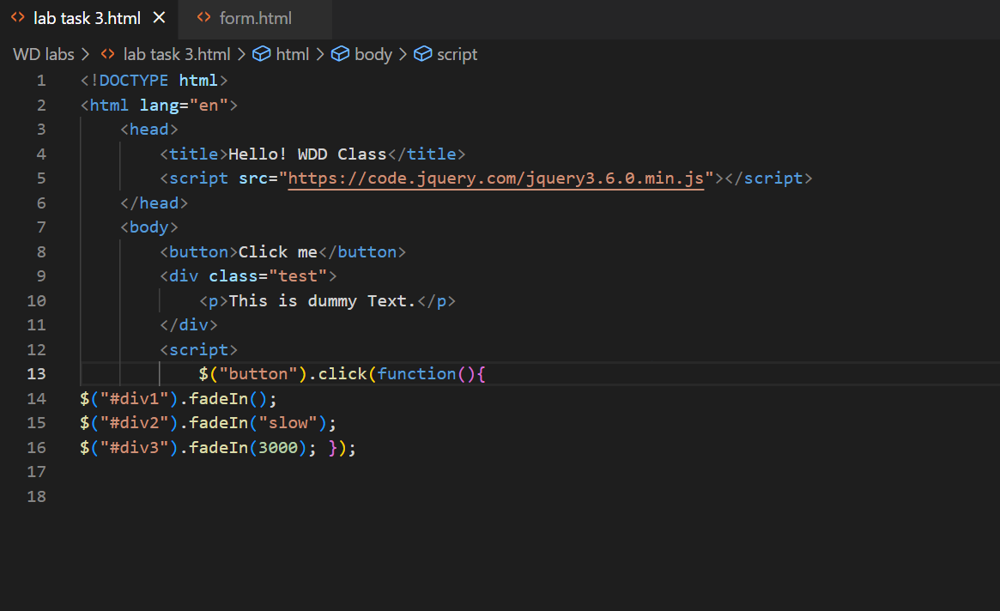 lab task 3.html form.html
WD labs > lab task 3.html > html > body > script
1 <!DOCTYPE html>
2 <html lang="en">
3 <head>
4 <title>Hello! WDD Class</title>
5 <script src="https://code.jquery.com/jquery3.6.0.min.js"></script>
6 </head>
7 <body>
8 <button>Click me</button>
9 <div class="test">
10 <p>This is dummy Text.</p>
11 </div>
12 <script>
13 $("button").click(function(){
14 $("#div1").fadeIn();
15 $("#div2").fadeIn("slow");
16 $("#div3").fadeIn(3000); });
17
18